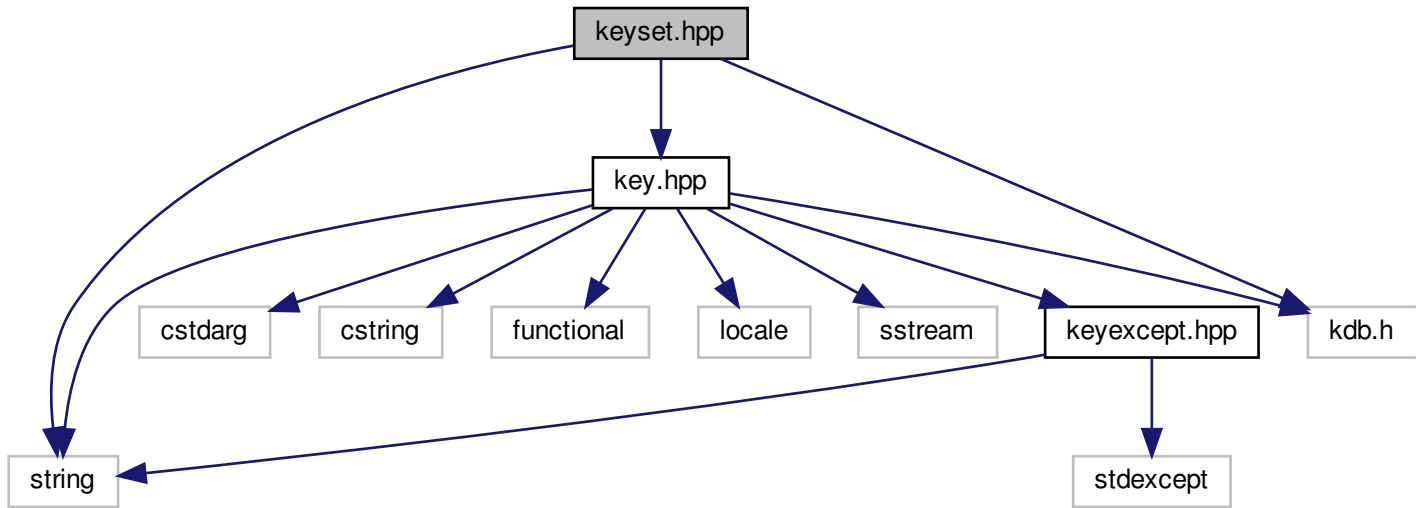 keyset.hpp
key.hpp
cstdarg
cstring
functional
locale
sstream
keyexcept.hpp
kdb.h
string
stdexcept